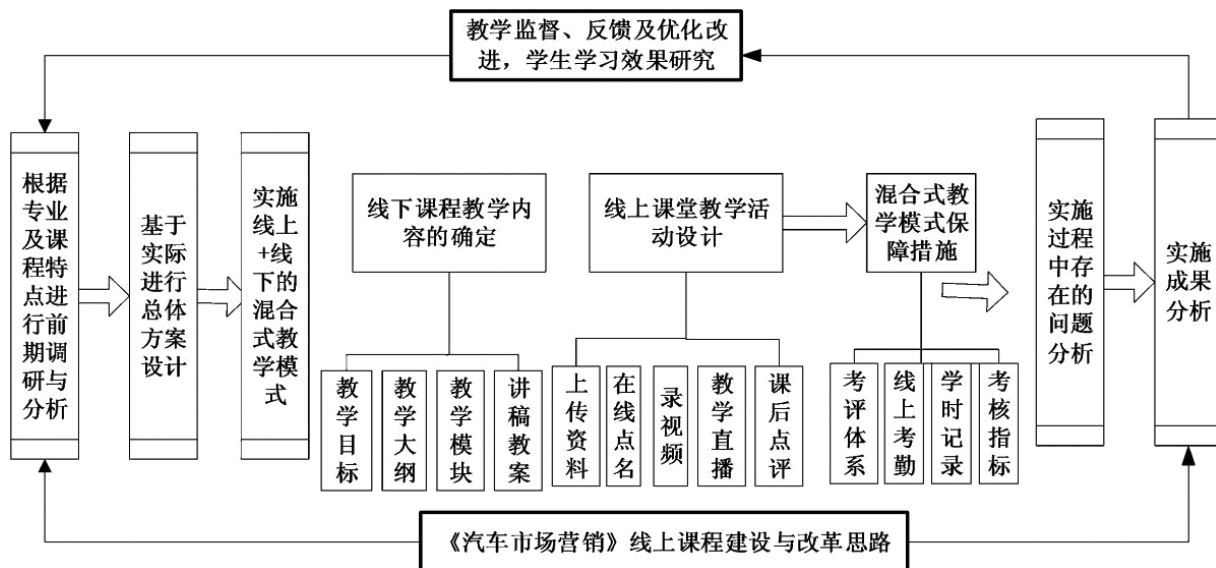 教学监督、反馈及优化改
进，学生学习效果研究
根据
专业
及课
程特
点进
行前
期调
研与
分析
基于
实际
进行
总体
方案
设计
实施
线上
+线
下的
混合
式教
学模
式
线下课程教学内
容的确定
教学目标
教学大纲
教学模块
讲稿教案
线上课堂教学活
动设计
上传资料
在线点名
录视频
教学直播
课后点评
混合式教
学模式保
障措施
考评体系
线上考勤
学时记录
考核指标
实施
过程
中存
在的
问题
分析
实施
成果
分析
《汽车市场营销》线上课程建设与改革思路